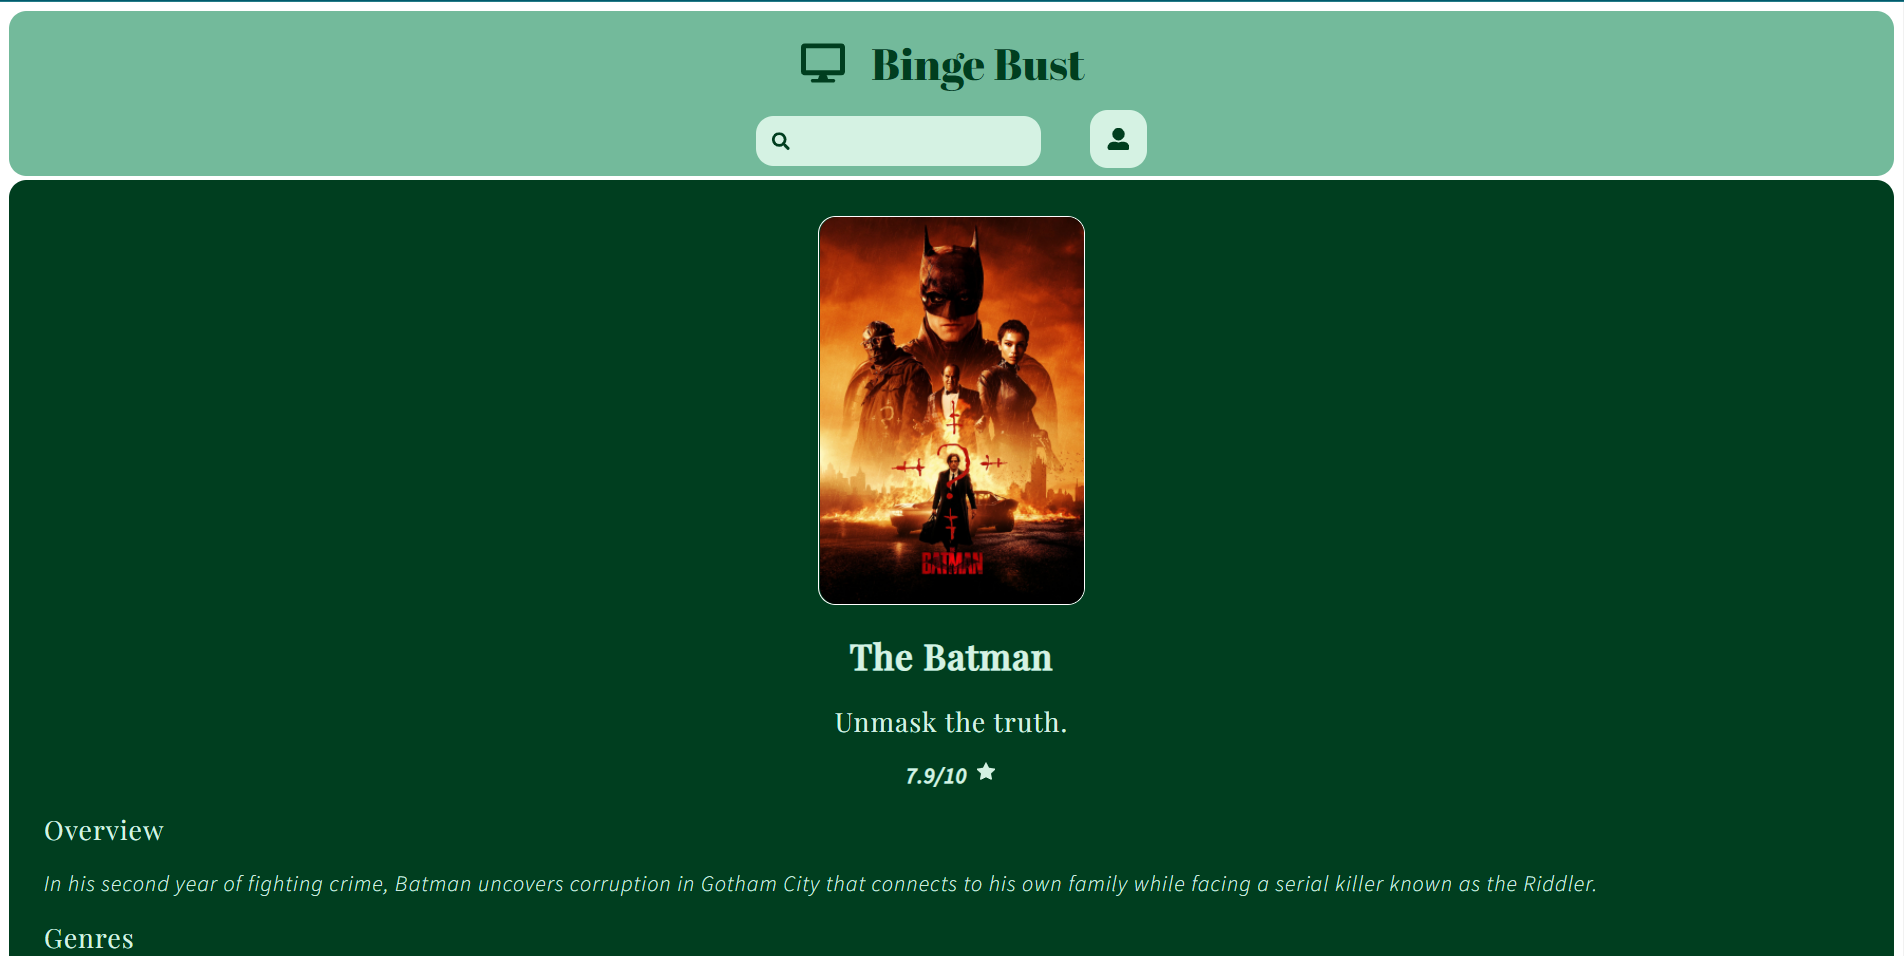 Binge Bust
BATMAN
The Batman
Unmask the truth.
7.9/10
Overview
In his second year of fighting crime, Batman uncovers corruption in Gotham City that connects to his own family while facing a serial killer known as the Riddler.
Genres